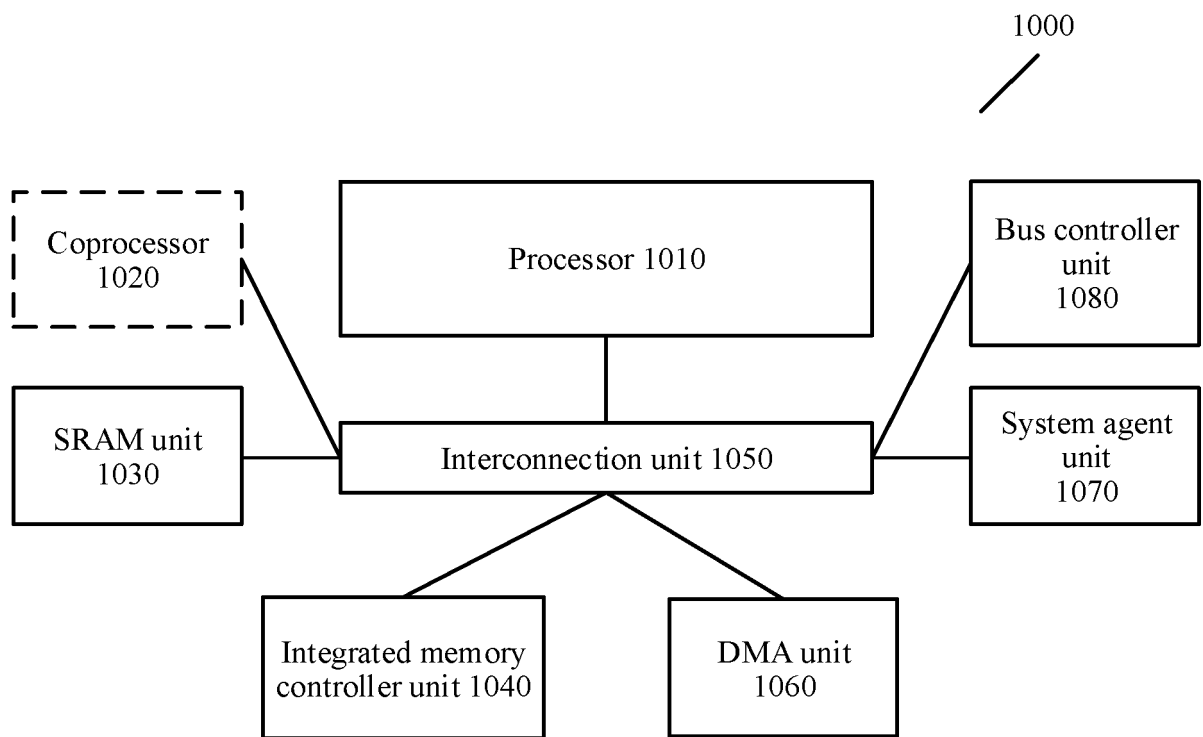 1000
Coprocessor
1020
Processor 1010
Bus controller
unit
1080
SRAM unit
1030
Interconnection unit 1050
System agent
unit
1070
Integrated memory
controller unit 1040
DMA unit
1060